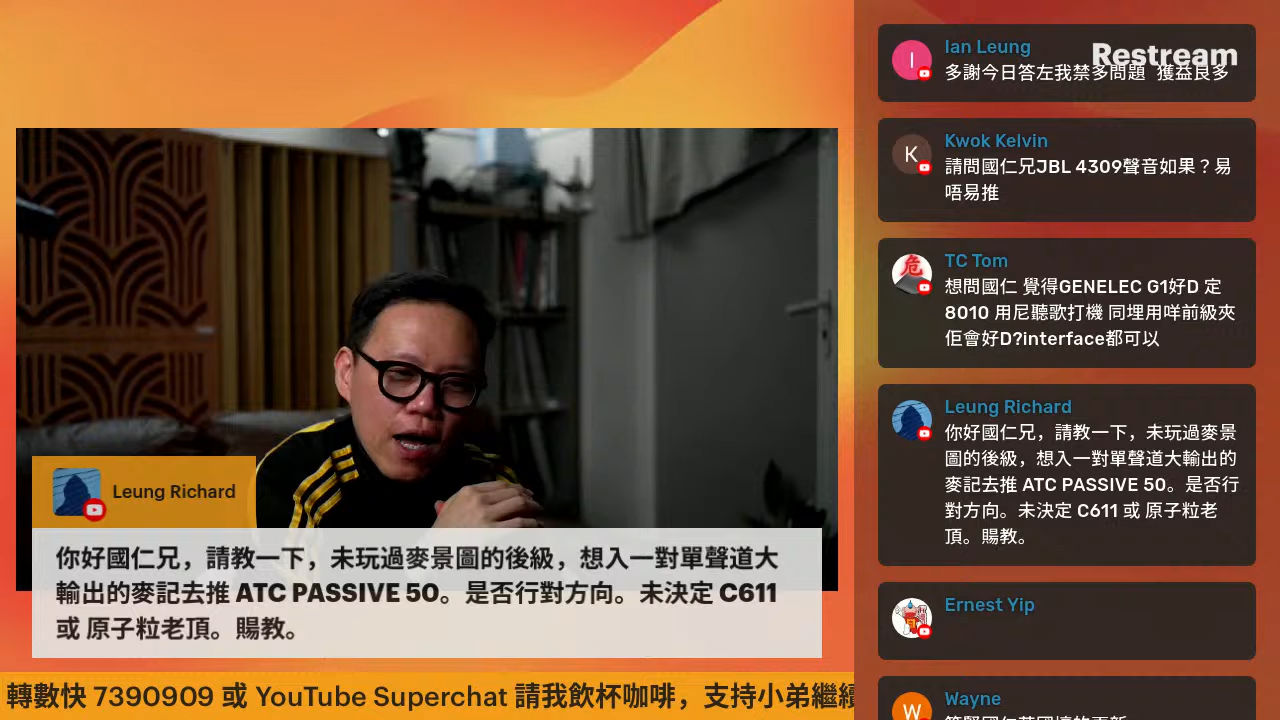 Leung Richard
你好國仁兄，請教一下，未玩過麥景圖的後級，想入一對單聲道大
輸出的麥記去推 ATC PASSIVE 50。是否行對方向。未決定 C611
或 原子粒老頂。賜教。
轉數快 7390909 或 YouTube Superchat 請我飲杯咖啡，支持小弟繼續
Restream
I
Ian Leung
多謝今日答左我禁多問題 獲益良多
K
Kwok Kelvin
請問國仁兄JBL 4309聲音如果？易
唔易推
危
TC Tom
想問國仁 覺得GENELEC G1好D 定
8010 用尼聽歌打機 同埋用咩前級夾
佢會好D?interface都可以
Leung Richard
你好國仁兄，請教一下，未玩過麥景
圖的後級，想入一對單聲道大輸出的
麥記去推 ATC PASSIVE 50。是否行
對方向。未決定 C611 或 原子粒老
頂。賜教。
Ernest Yip
W
Wayne